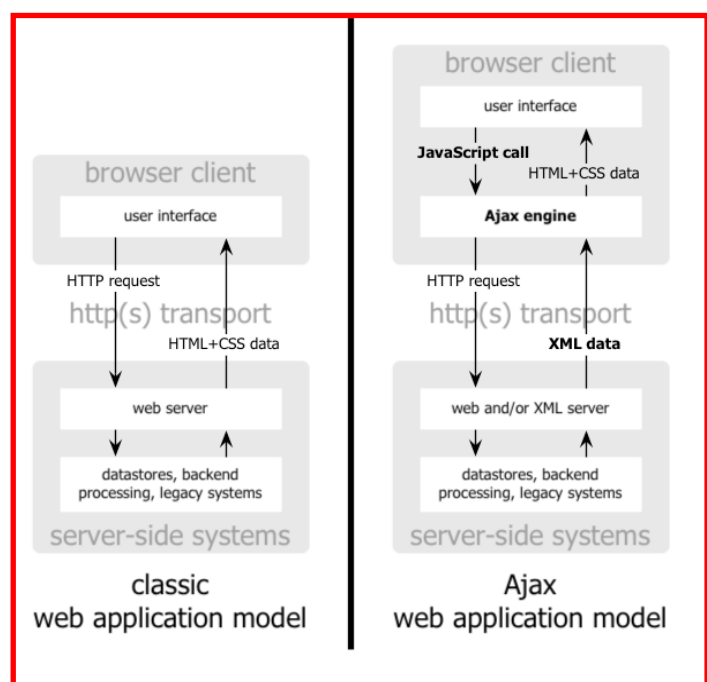 browser client
user interface
HTTP request
http(s) transport
HTML+CSS data
web server
datastores, backend
processing, legacy systems
server-side systems
classic
web application model
browser client
user interface
JavaScript call
HTML+CSS data
Ajax engine
HTTP request
http(s) transport
XML data
web and/or XML server
datastores, backend
processing, legacy systems
server-side systems
Ajax
web application model